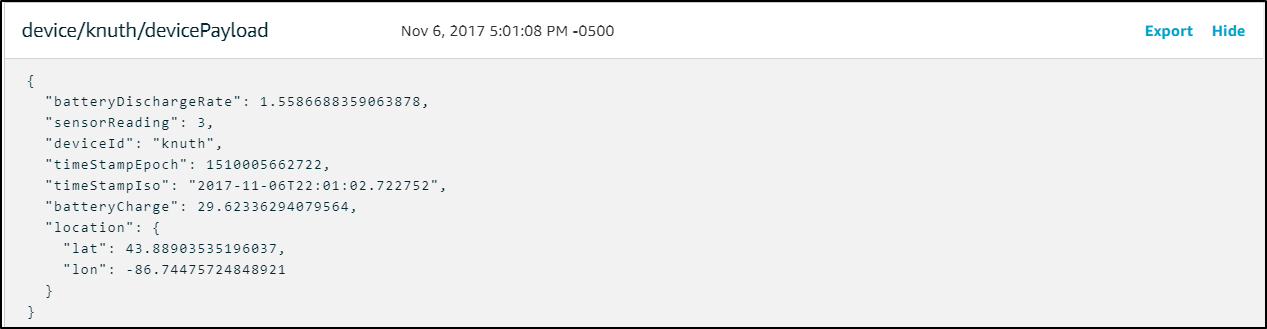 device/knuth/devicePayload Nov 6, 2017 5:01:08 PM -0500 Export Hide
{
"batteryDischargeRate": 1.5586688359063878,
"sensorReading": 3,
"deviceId": "knuth",
"timeStampEpoch": 1510005662722,
"timeStampIso": "2017-11-06T22:01:02.722752",
"batteryCharge": 29.62336294079564,
"location": {
"lat": 43.88903535196037,
"lon": -86.74475724848921
}
}